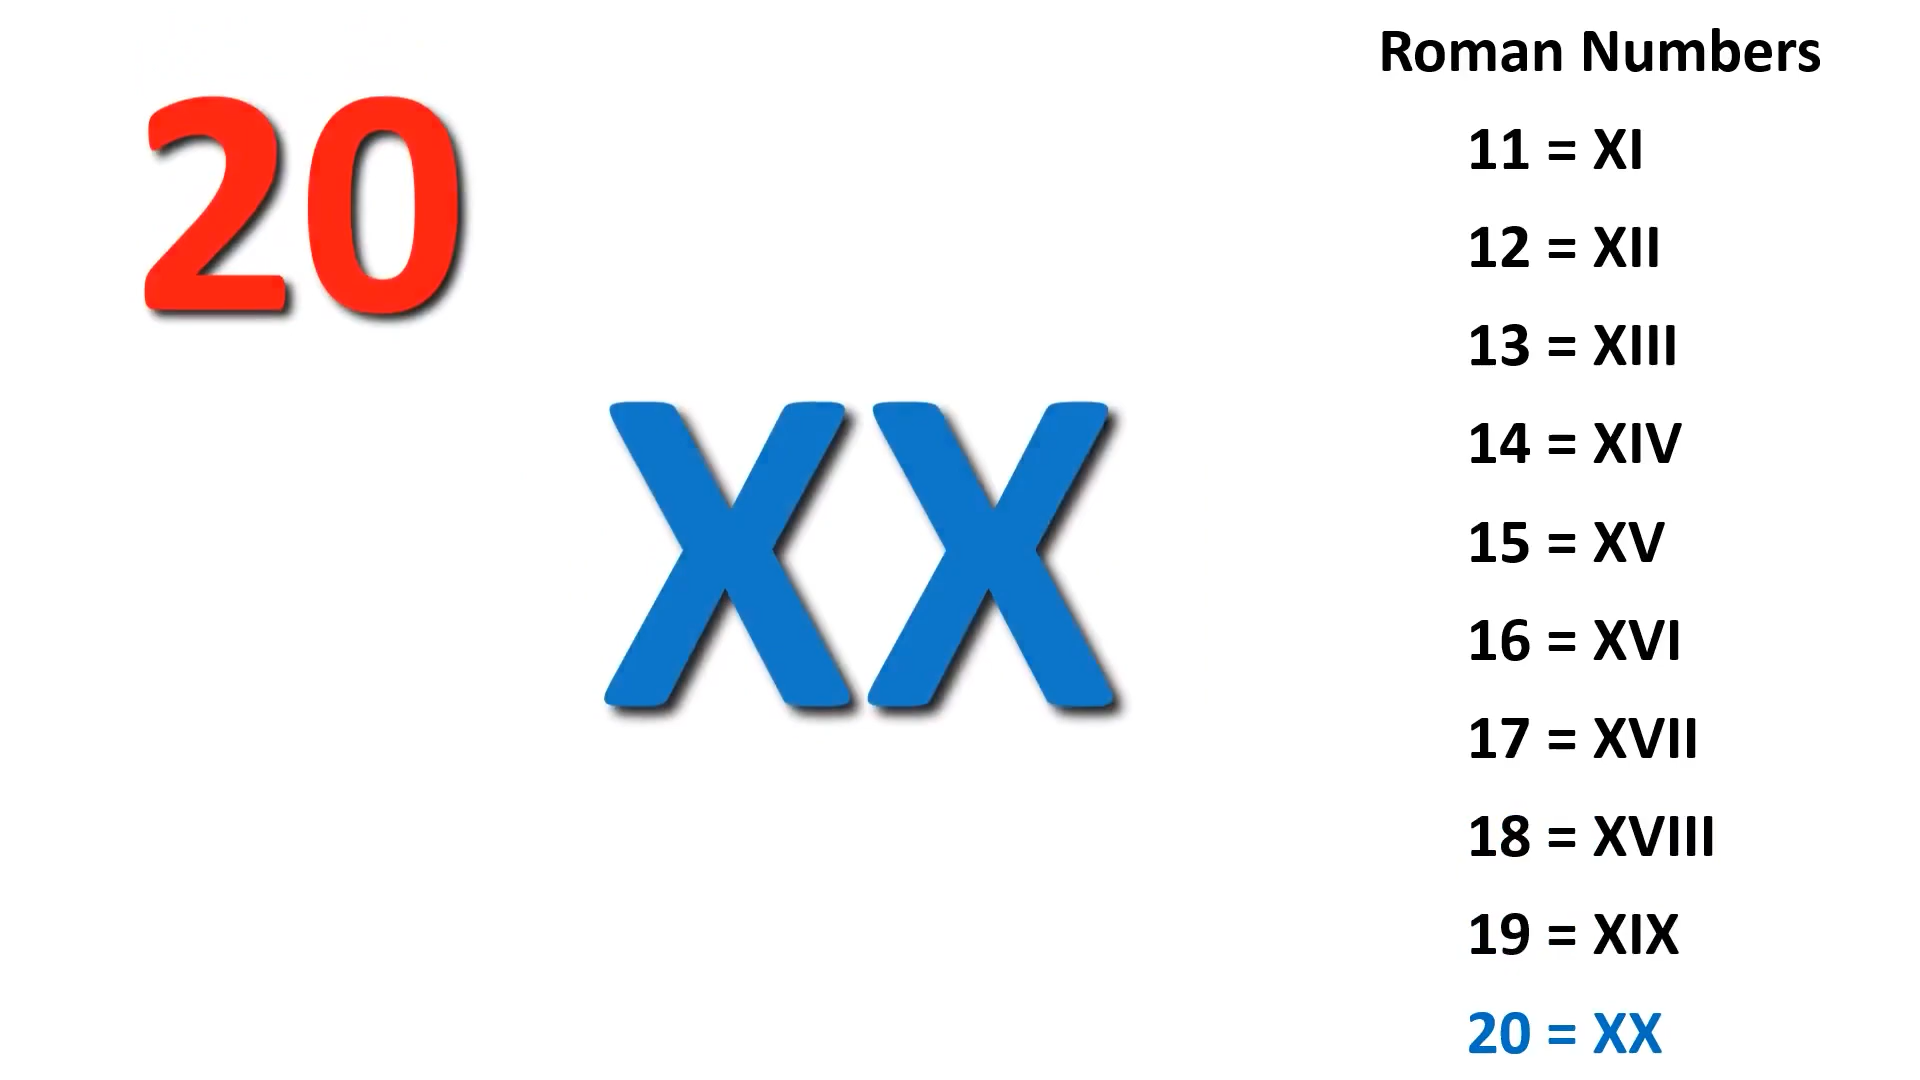 20
XX
Roman Numbers
11 = XI
12 = XII
13 = XIII
14 = XIV
15 = XV
16 = XVI
17 = XVII
18 = XVIII
19 = XIX
20 = XX